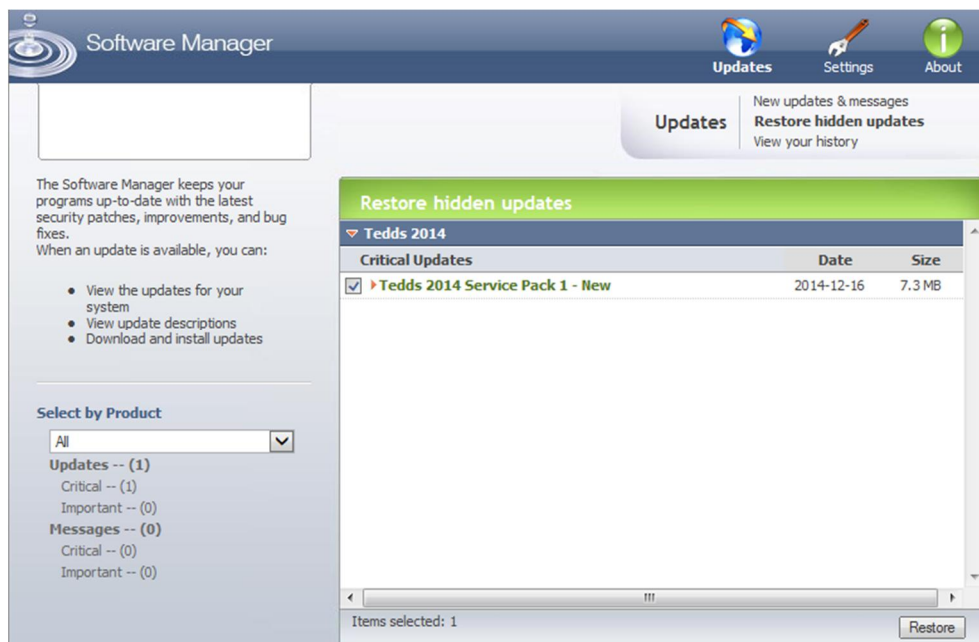 Software Manager
Updates
Settings
About
Updates
New updates & messages
Restore hidden updates
View your history
The Software Manager keeps your
programs up-to-date with the latest
security patches, improvements, and bug
fixes.
When an update is available, you can:
• View the updates for your
system
• View update descriptions
• Download and install updates
Select by Product
All
Updates -- (1)
Critical -- (1)
Important -- (0)
Messages -- (0)
Critical -- (0)
Important -- (0)
Restore hidden updates
Tedds 2014
Critical Updates Date Size
Tedds 2014 Service Pack 1 - New 2014-12-16 7.3 MB
Items selected: 1
Restore